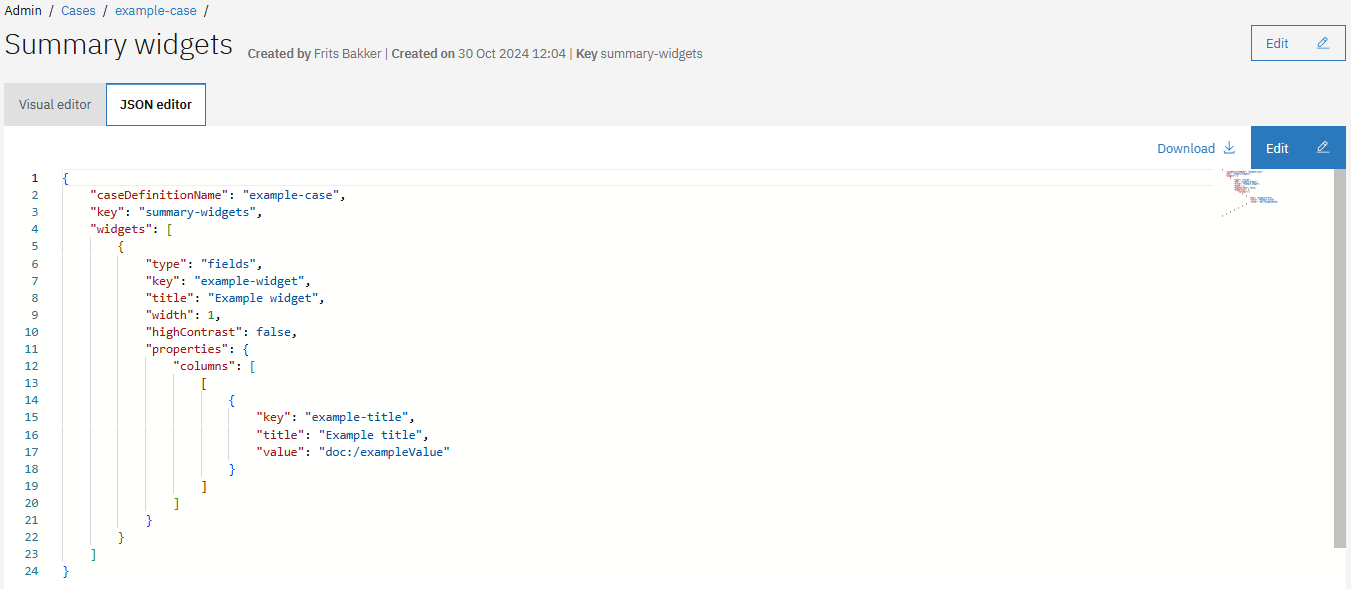 Admin / Cases / example-case /
Summary widgets Created by Frits Bakker | Created on 30 Oct 2024 12:04 | Key summary-widgets
Edit
Visual editor JSON editor
Download Edit
1 {
2 "caseDefinitionName": "example-case",
3 "key": "summary-widgets",
4 "widgets": [
5 {
6 "type": "fields",
7 "key": "example-widget",
8 "title": "Example widget",
9 "width": 1,
10 "highContrast": false,
11 "properties": {
12 "columns": [
13 [
14 {
15 "key": "example-title",
16 "title": "Example title",
17 "value": "doc:/exampleValue"
18 }
19 ]
20 ]
21 }
22 }
23 ]
24 }